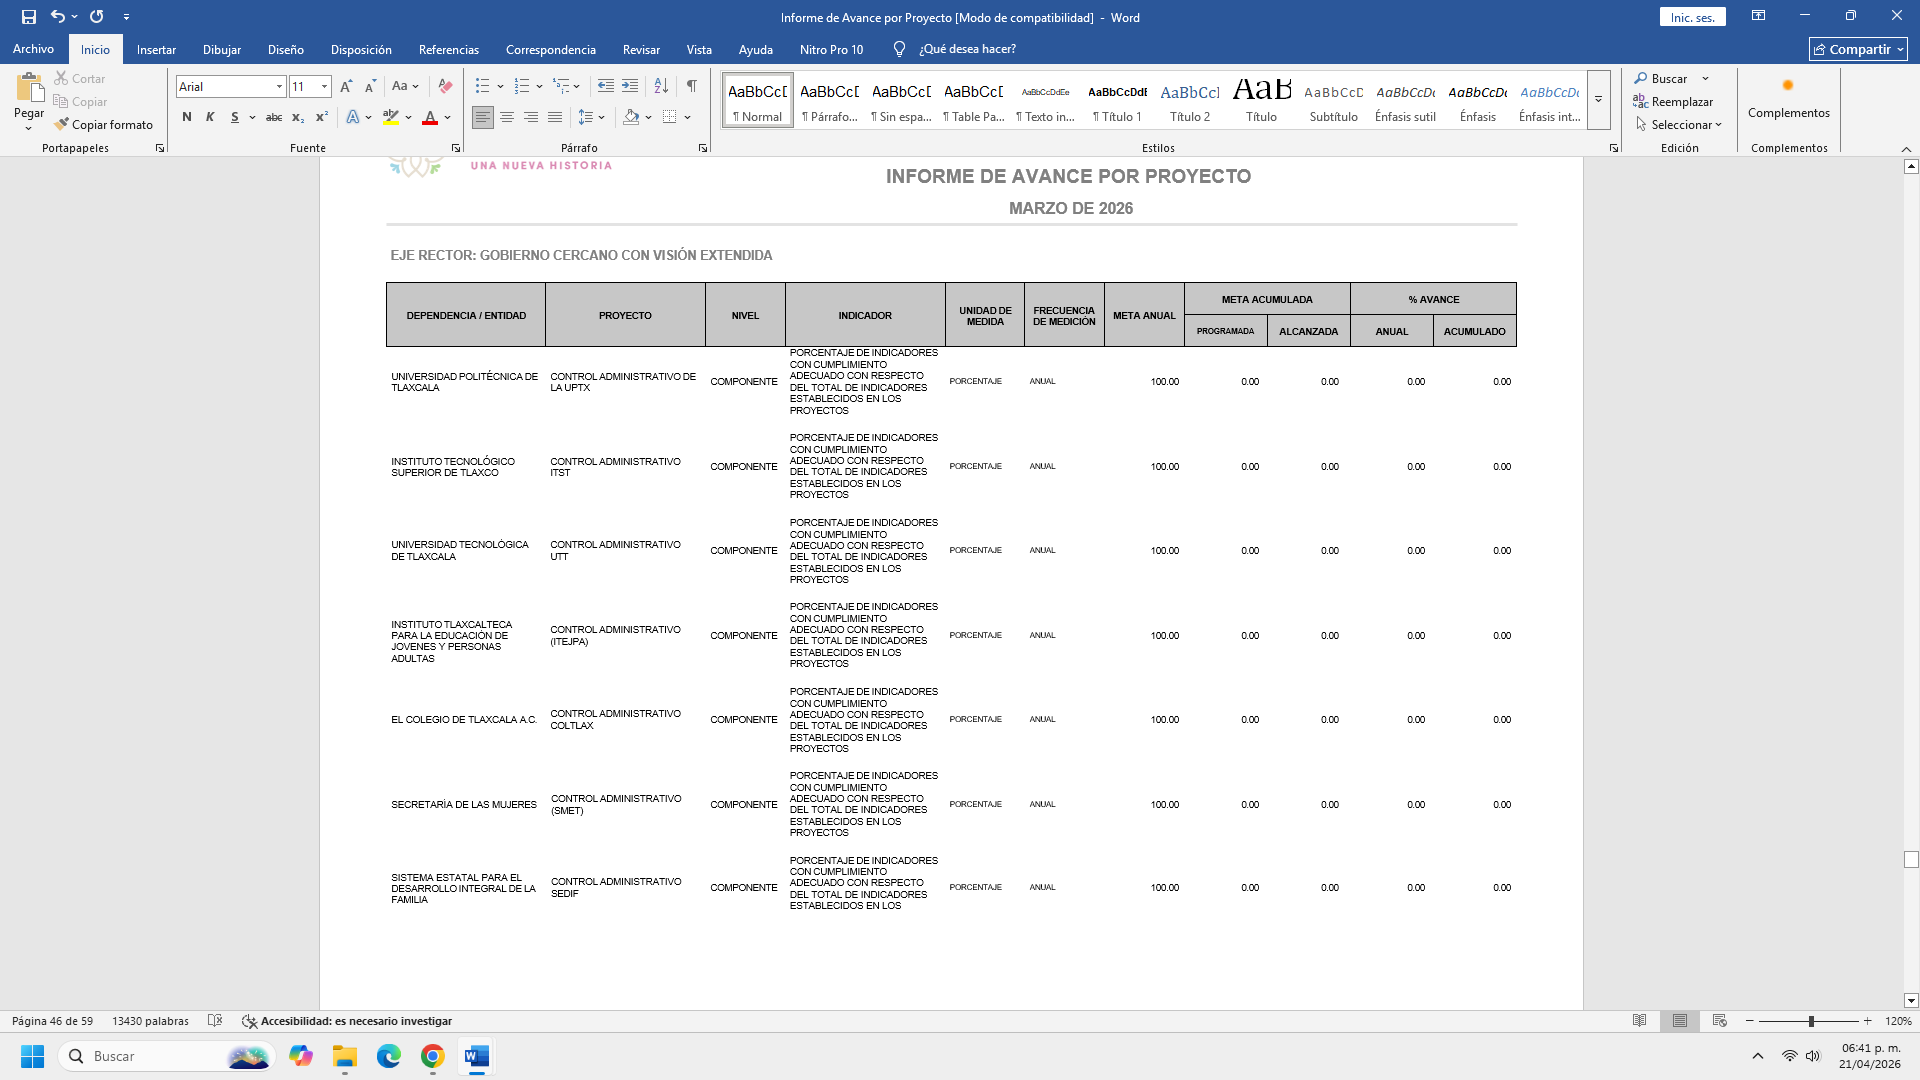 Informe de Avance por Proyecto [Modo de compatibilidad] - Word
Inic. ses.
Archivo Inicio Insertar Dibujar Diseño Disposición Referencias Correspondencia Revisar Vista Ayuda Nitro Pro 10 ¿Qué desea hacer? Compartir
Pegar
Cortar
Copiar
Copiar formato
Portapapeles
Arial 11
Fuente
Párrafo
AaBbCcD AaBbCcD AaBbCcD AaBbCcD AaBbCcDdEe AaBbCcDdE AaBbCcI AaB AaBbCcD AaBbCcDc AaBbCcDc AaBbCcDc
¶ Normal ¶ Párrafo... ¶ Sin espa... ¶ Table Pa... ¶ Texto in... ¶ Título 1 Título 2 Título Subtítulo Énfasis sutil Énfasis Énfasis int...
Estilos
Buscar
Reemplazar
Seleccionar
Edición
Complementos
Complementos
UNA NUEVA HISTORIA
INFORME DE AVANCE POR PROYECTO
MARZO DE 2026
EJE RECTOR: GOBIERNO CERCANO CON VISIÓN EXTENDIDA
DEPENDENCIA / ENTIDAD PROYECTO NIVEL INDICADOR UNIDAD DE MEDIDA FRECUENCIA DE MEDICIÓN META ANUAL META ACUMULADA % AVANCE
PROGRAMADA ALCANZADA ANUAL ACUMULADO
UNIVERSIDAD POLITÉCNICA DE TLAXCALA CONTROL ADMINISTRATIVO DE LA UPTX COMPONENTE PORCENTAJE DE INDICADORES CON CUMPLIMIENTO ADECUADO CON RESPECTO DEL TOTAL DE INDICADORES ESTABLECIDOS EN LOS PROYECTOS PORCENTAJE ANUAL 100.00 0.00 0.00 0.00 0.00
INSTITUTO TECNOLÓGICO SUPERIOR DE TLAXCO CONTROL ADMINISTRATIVO ITST COMPONENTE PORCENTAJE DE INDICADORES CON CUMPLIMIENTO ADECUADO CON RESPECTO DEL TOTAL DE INDICADORES ESTABLECIDOS EN LOS PROYECTOS PORCENTAJE ANUAL 100.00 0.00 0.00 0.00 0.00
UNIVERSIDAD TECNOLÓGICA DE TLAXCALA CONTROL ADMINISTRATIVO UTT COMPONENTE PORCENTAJE DE INDICADORES CON CUMPLIMIENTO ADECUADO CON RESPECTO DEL TOTAL DE INDICADORES ESTABLECIDOS EN LOS PROYECTOS PORCENTAJE ANUAL 100.00 0.00 0.00 0.00 0.00
INSTITUTO TLAXCALTECA PARA LA EDUCACIÓN DE JOVENES Y PERSONAS ADULTAS CONTROL ADMINISTRATIVO (ITEJPA) COMPONENTE PORCENTAJE DE INDICADORES CON CUMPLIMIENTO ADECUADO CON RESPECTO DEL TOTAL DE INDICADORES ESTABLECIDOS EN LOS PROYECTOS PORCENTAJE ANUAL 100.00 0.00 0.00 0.00 0.00
EL COLEGIO DE TLAXCALA A.C. CONTROL ADMINISTRATIVO COLTLAX COMPONENTE PORCENTAJE DE INDICADORES CON CUMPLIMIENTO ADECUADO CON RESPECTO DEL TOTAL DE INDICADORES ESTABLECIDOS EN LOS PROYECTOS PORCENTAJE ANUAL 100.00 0.00 0.00 0.00 0.00
SECRETARÍA DE LAS MUJERES CONTROL ADMINISTRATIVO (SMET) COMPONENTE PORCENTAJE DE INDICADORES CON CUMPLIMIENTO ADECUADO CON RESPECTO DEL TOTAL DE INDICADORES ESTABLECIDOS EN LOS PROYECTOS PORCENTAJE ANUAL 100.00 0.00 0.00 0.00 0.00
SISTEMA ESTATAL PARA EL DESARROLLO INTEGRAL DE LA FAMILIA CONTROL ADMINISTRATIVO SEDIF COMPONENTE PORCENTAJE DE INDICADORES CON CUMPLIMIENTO ADECUADO CON RESPECTO DEL TOTAL DE INDICADORES ESTABLECIDOS EN LOS PORCENTAJE ANUAL 100.00 0.00 0.00 0.00 0.00
Página 46 de 59 13430 palabras Accesibilidad: es necesario investigar 120%
Buscar
06:41 p. m.
21/04/2026